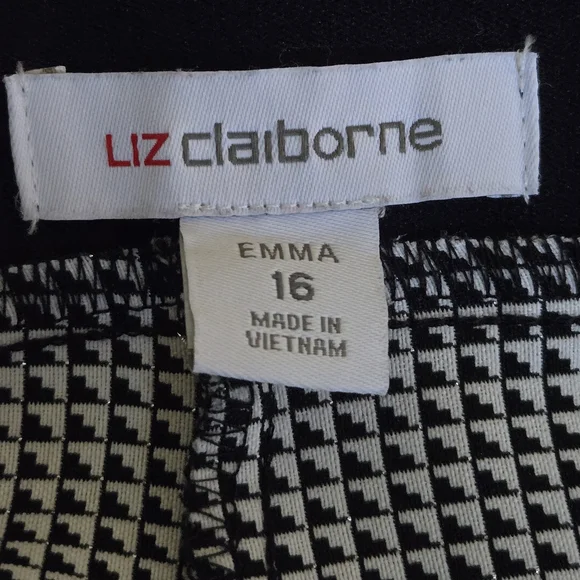 LIZ claiborne
EMMA
16
MADE IN
VIETNAM